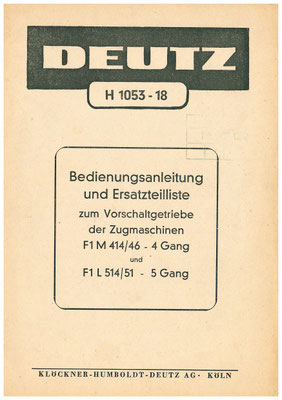 DEUTZ
H 1053 - 18
Bedienungsanleitung
und Ersatzteilliste
zum Vorschaltgetriebe
der Zugmaschinen
F1 M 414/46 - 4 Gang
und
F1 L 514/51 - 5 Gang
KLÖCKNER-HUMBOLDT-DEUTZ AG · KÖLN